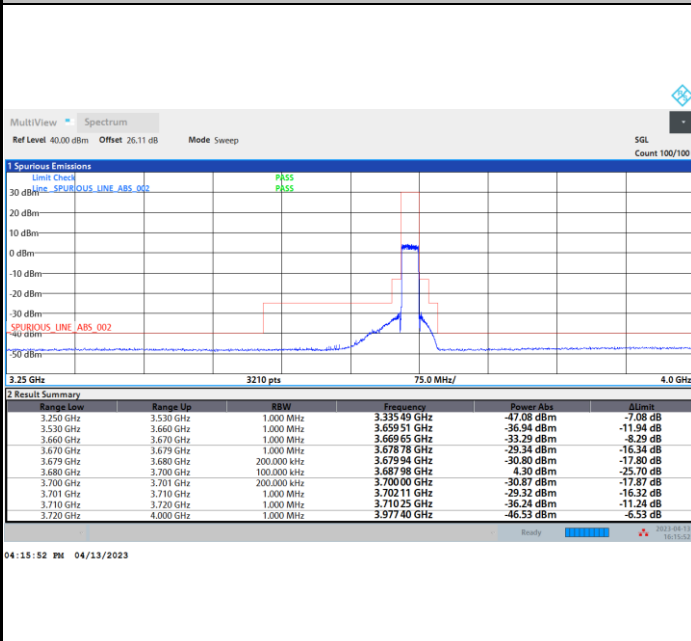 MultiView Spectrum
Ref Level 40.00 dBm Offset 26.11 dB Mode Sweep SGL
Count 100/100
1 Spurious Emissions
Limit Check PASS
Line _SPURIOUS_LINE_ABS_002 PASS
30 dBm
20 dBm
10 dBm
0 dBm
-10 dBm
-20 dBm
-30 dBm
_SPURIOUS_LINE_ABS_002
-40 dBm
-50 dBm
3.25 GHz 3210 pts 75.0 MHz/ 4.0 GHz
2 Result Summary
Range Low Range Up RBW Frequency Power Abs ΔLimit
3.250 GHz 3.530 GHz 1.000 MHz 3.33549 GHz -47.08 dBm -7.08 dB
3.530 GHz 3.660 GHz 1.000 MHz 3.65951 GHz -36.94 dBm -11.94 dB
3.660 GHz 3.670 GHz 1.000 MHz 3.66965 GHz -33.29 dBm -8.29 dB
3.670 GHz 3.679 GHz 1.000 MHz 3.67878 GHz -29.34 dBm -16.34 dB
3.679 GHz 3.680 GHz 200.000 kHz 3.67994 GHz -30.80 dBm -17.80 dB
3.680 GHz 3.700 GHz 100.000 kHz 3.68798 GHz 4.30 dBm -25.70 dB
3.700 GHz 3.701 GHz 200.000 kHz 3.70000 GHz -30.87 dBm -17.87 dB
3.701 GHz 3.710 GHz 1.000 MHz 3.70211 GHz -29.32 dBm -16.32 dB
3.710 GHz 3.720 GHz 1.000 MHz 3.71025 GHz -36.24 dBm -11.24 dB
3.720 GHz 4.000 GHz 1.000 MHz 3.97740 GHz -46.53 dBm -6.53 dB
Ready 2023-04-13
16:15:52
04:15:52 PM 04/13/2023